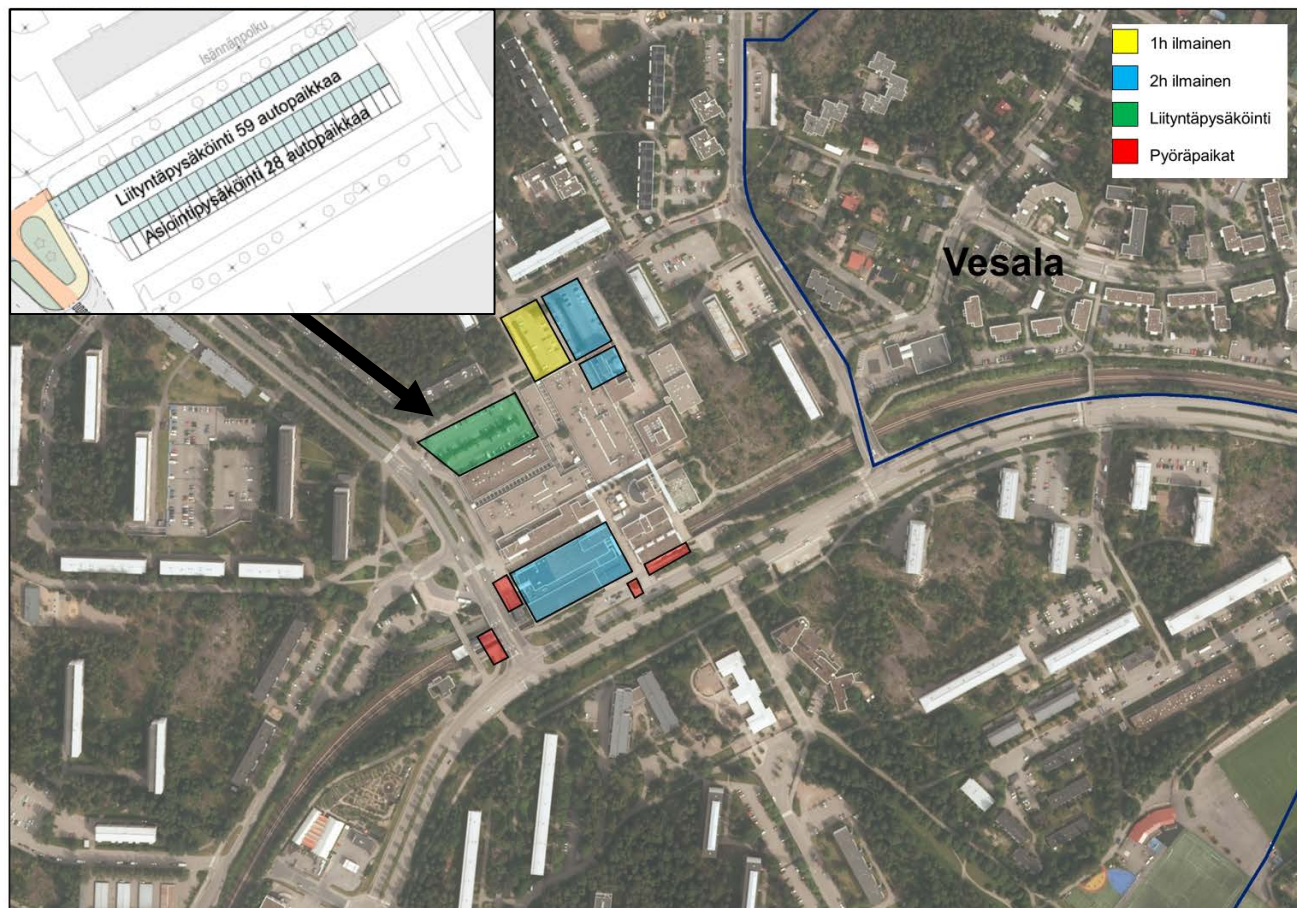 Isännänpolku
Liityntäpysäköinti 59 autopaikkaa
Asiointipysäköinti 28 autopaikkaa
1h ilmainen
2h ilmainen
Liityntäpysäköinti
Pyöräpaikat
Vesala